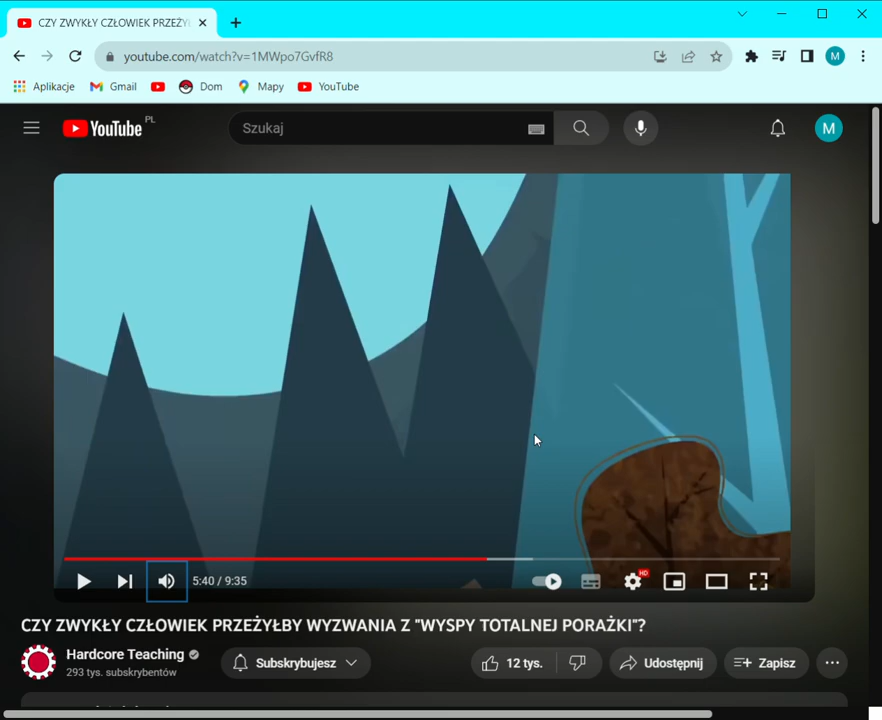 CZY ZWYKŁY CZŁOWIEK PRZEŻY
youtube.com/watch?v=1MWpo7GvfR8
M
Aplikacje Gmail Dom Mapy YouTube
YouTube PL
Szukaj
M
5:40 / 9:35
HD
CZY ZWYKŁY CZŁOWIEK PRZEŻYŁBY WYZWANIA Z "WYSPY TOTALNEJ PORAŻKI"?
Hardcore Teaching
293 tys. subskrybentów
Subskrybujesz
12 tys.
Udostępnij
Zapisz